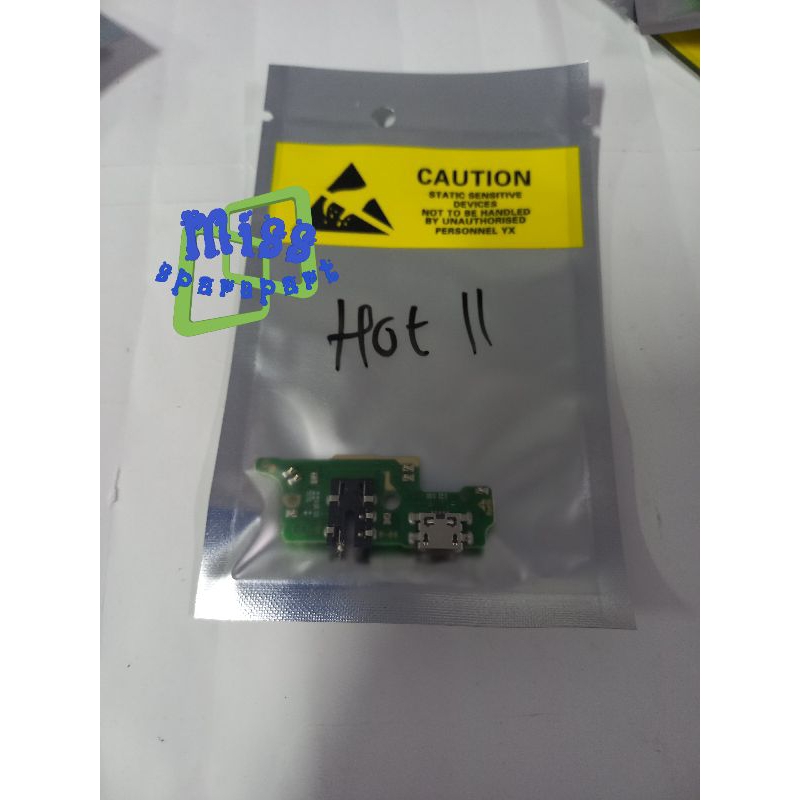 CAUTION
STATIC SENSITIVE
DEVICES
NOT TO BE HANDLED
BY UNAUTHORISED
PERSONNEL YX
Miss
sparepart
Hot 11